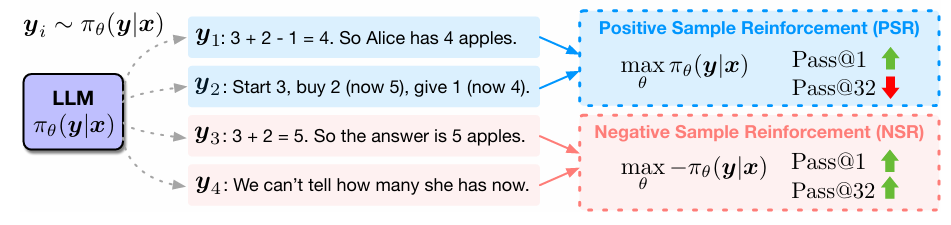 y_i ∼ π_θ(y|x)
LLM
π_θ(y|x)
y_1: 3 + 2 - 1 = 4. So Alice has 4 apples.
y_2: Start 3, buy 2 (now 5), give 1 (now 4).
y_3: 3 + 2 = 5. So the answer is 5 apples.
y_4: We can't tell how many she has now.
Positive Sample Reinforcement (PSR)
max_θ π_θ(y|x)
Pass@1
Pass@32
Negative Sample Reinforcement (NSR)
max_θ −π_θ(y|x)
Pass@1
Pass@32